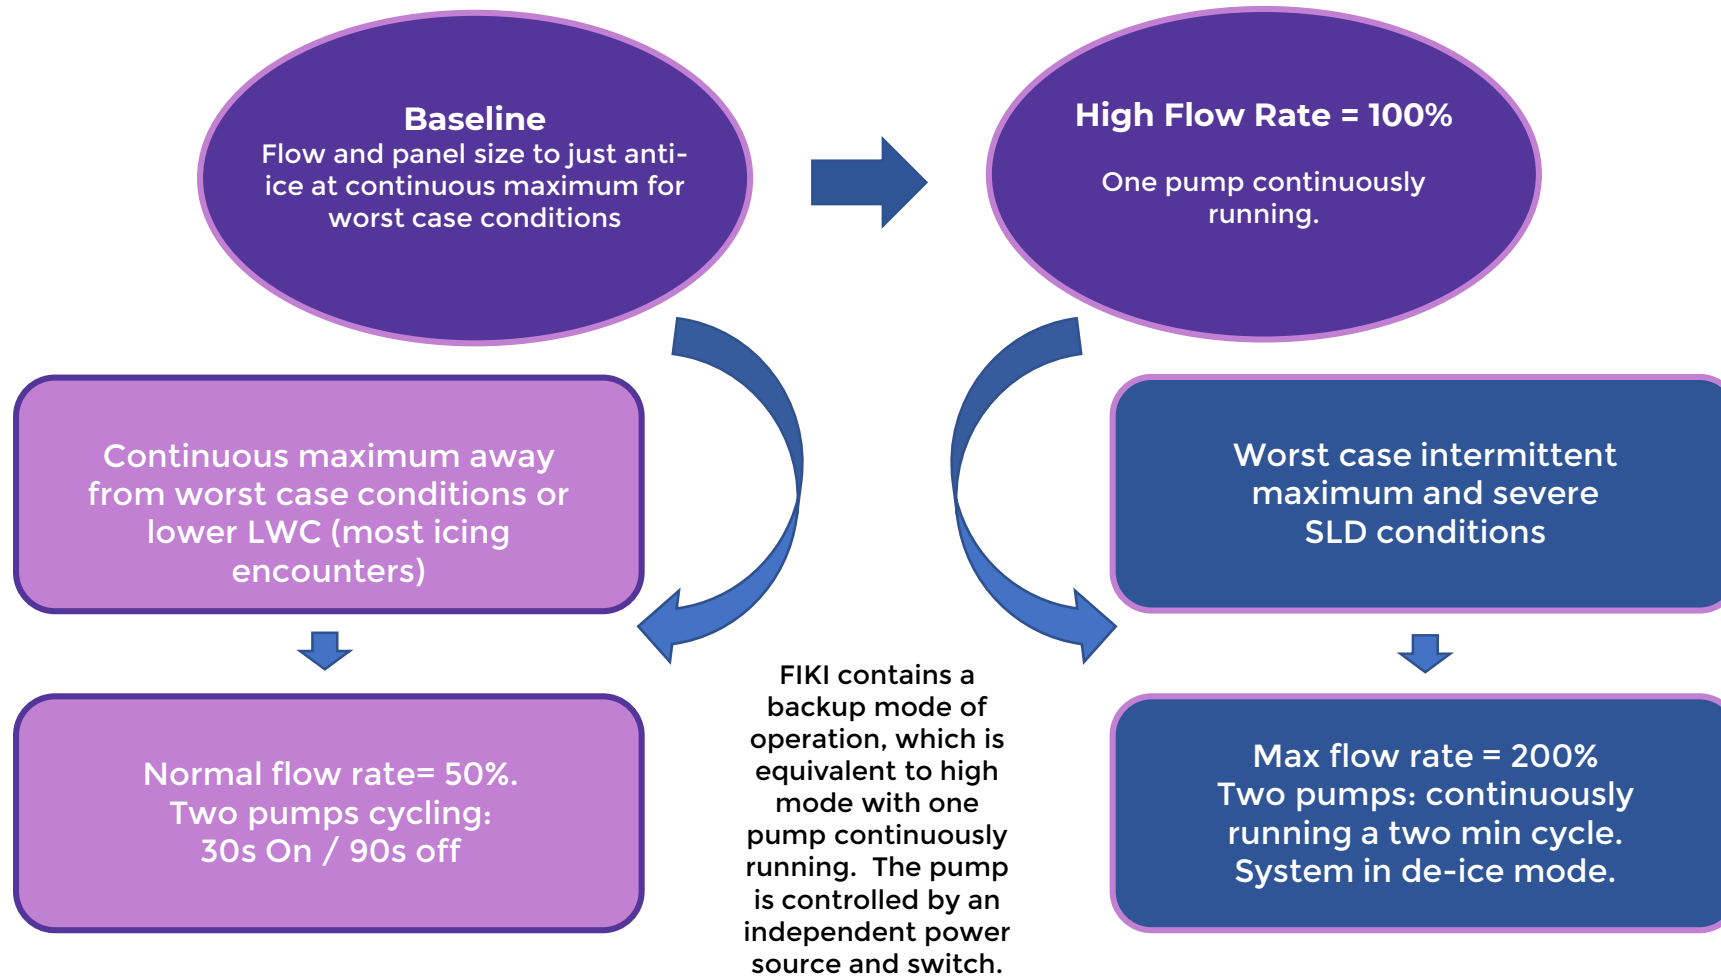 Baseline
Flow and panel size to just anti-
ice at continuous maximum for
worst case conditions
High Flow Rate = 100%
One pump continuously
running.
Continuous maximum away
from worst case conditions or
lower LWC (most icing
encounters)
Worst case intermittent
maximum and severe
SLD conditions
Normal flow rate= 50%.
Two pumps cycling:
30s On / 90s off
FIKI contains a
backup mode of
operation, which is
equivalent to high
mode with one
pump continuously
running.  The pump
is controlled by an
independent power
source and switch.
Max flow rate = 200%
Two pumps: continuously
running a two min cycle.
System in de-ice mode.